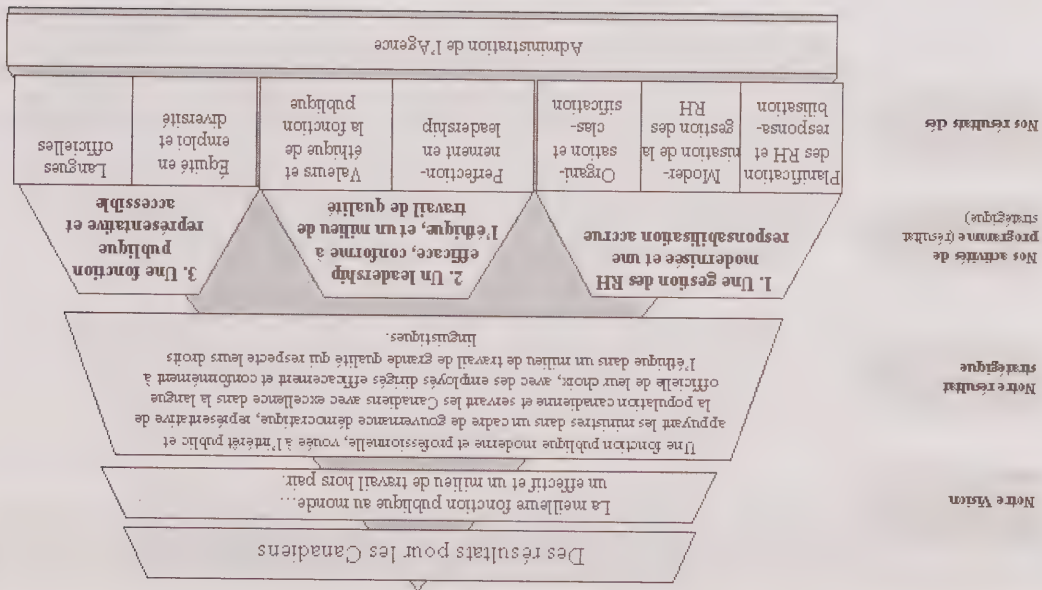 Des résultats pour les Canadiens
Notre Vision
La meilleure fonction publique au monde…
un effectif et un milieu de travail hors pair.
Notre résultat
stratégique
Une fonction publique moderne et professionnelle, vouée à l'intérêt public et
appuyant les ministres dans un cadre de gouvernance démocratique, représentative de
la population canadienne et servant les Canadiens avec excellence dans la langue
officielle de leur choix, avec des employés dirigés efficacement et conformément à
l'éthique dans un milieu de travail de grande qualité qui respecte leurs droits
linguistiques.
Nos activités de
programme (résultat
stratégique)
1. Une gestion des RH
modernisée et une
responsabilisation accrue
2. Un leadership
efficace, conforme à
l'éthique, et un milieu de
travail de qualité
3. Une fonction
publique
représentative et
accessible
Nos résultats clés
Planification
des RH et
responsa-
bilisation
Moder-
nisation de la
gestion des
RH
Organi-
sation et
clas-
sification
Perfection-
nement en
leadership
Valeurs et
éthique de
la fonction
publique
Équité en
emploi et
diversité
Langues
officielles
Administration de l'Agence